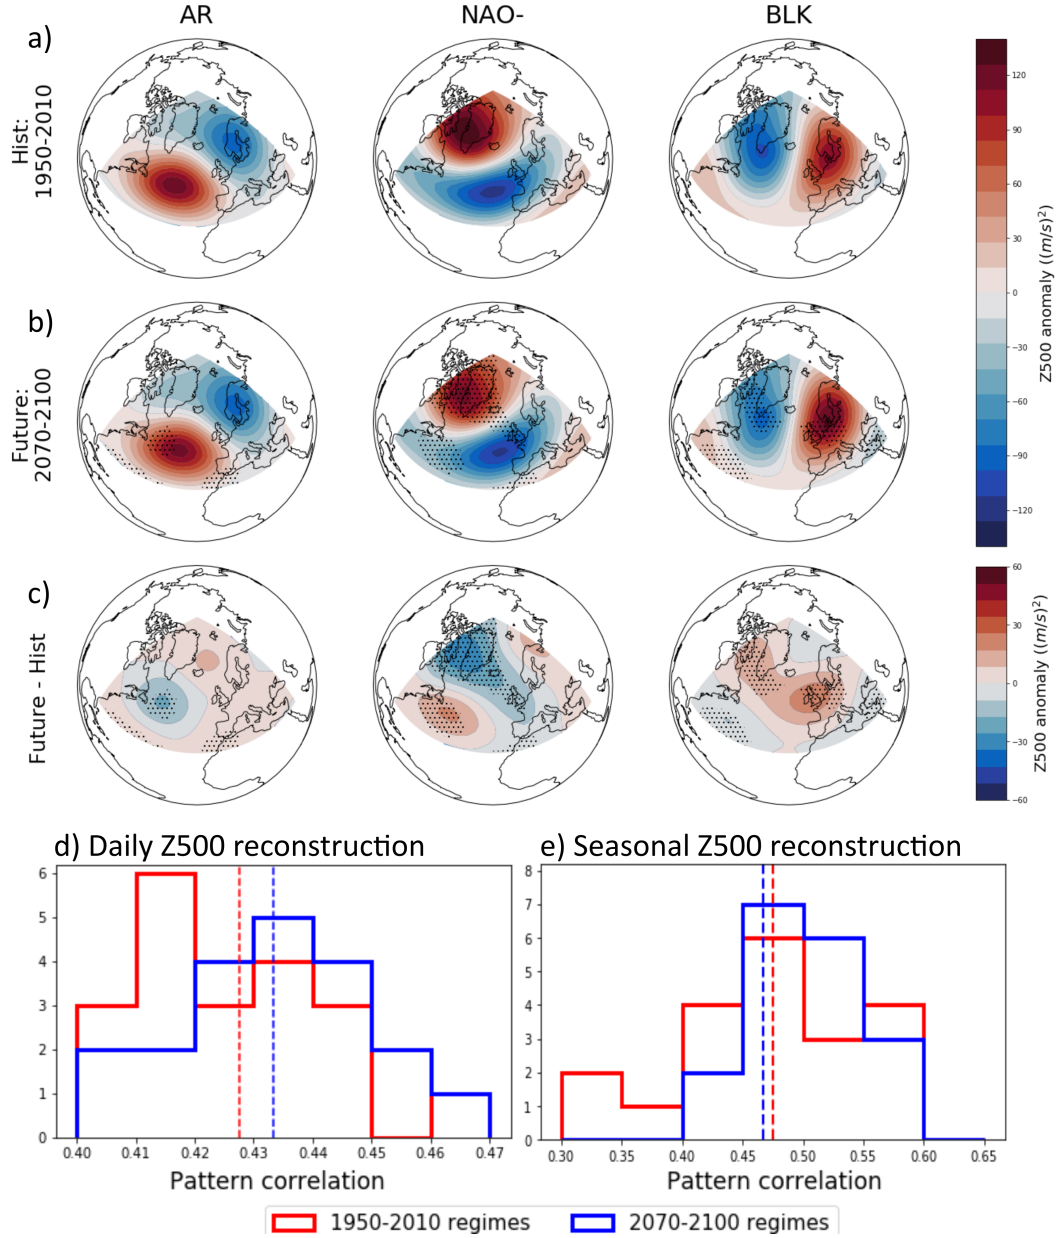 AR NAO- BLK
a)
Hist:
1950-2010
120
90
60
30
0
−30
−60
−90
−120
Z500 anomaly ((m/s)²)
b)
Future:
2070-2100
c)
Future - Hist
60
30
0
−30
−60
Z500 anomaly ((m/s)²)
d) Daily Z500 reconstruction
6
5
4
3
2
1
0
0.40 0.41 0.42 0.43 0.44 0.45 0.46 0.47
Pattern correlation
e) Seasonal Z500 reconstruction
8
7
6
5
4
3
2
1
0
0.30 0.35 0.40 0.45 0.50 0.55 0.60 0.65
Pattern correlation
1950-2010 regimes 2070-2100 regimes